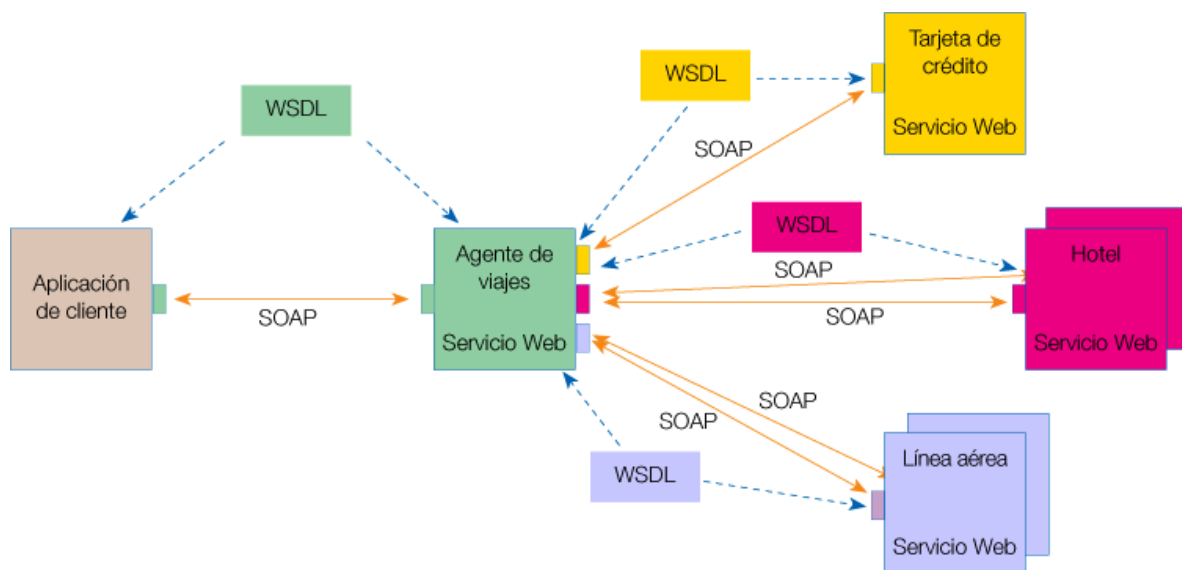 Tarjeta de
crédito
Servicio Web
WSDL
WSDL
SOAP
WSDL
Aplicación
de cliente
SOAP
Agente de
viajes
Servicio Web
SOAP
SOAP
Hotel
Servicio Web
SOAP
SOAP
WSDL
Línea aérea
Servicio Web